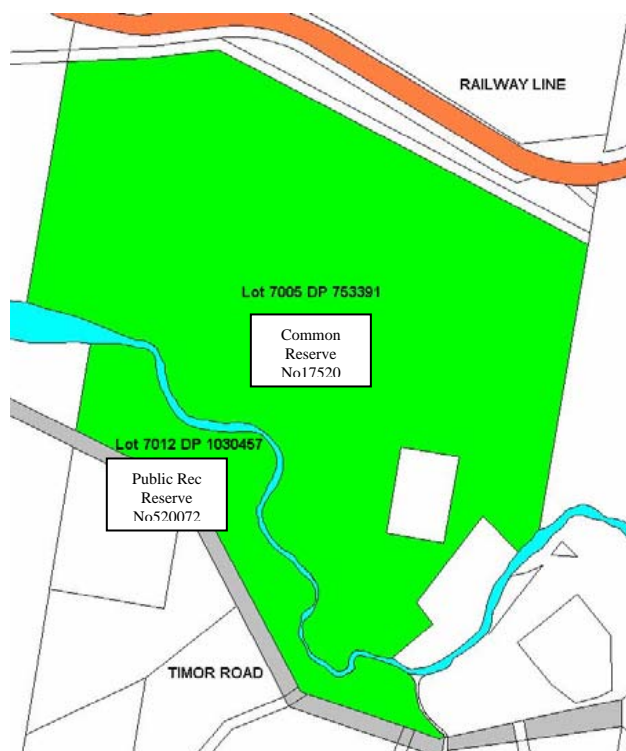 RAILWAY LINE
Lot 7005 DP 753391
Common
Reserve
No17520
Lot 7012 DP 1030457
Public Rec
Reserve
No520072
TIMOR ROAD